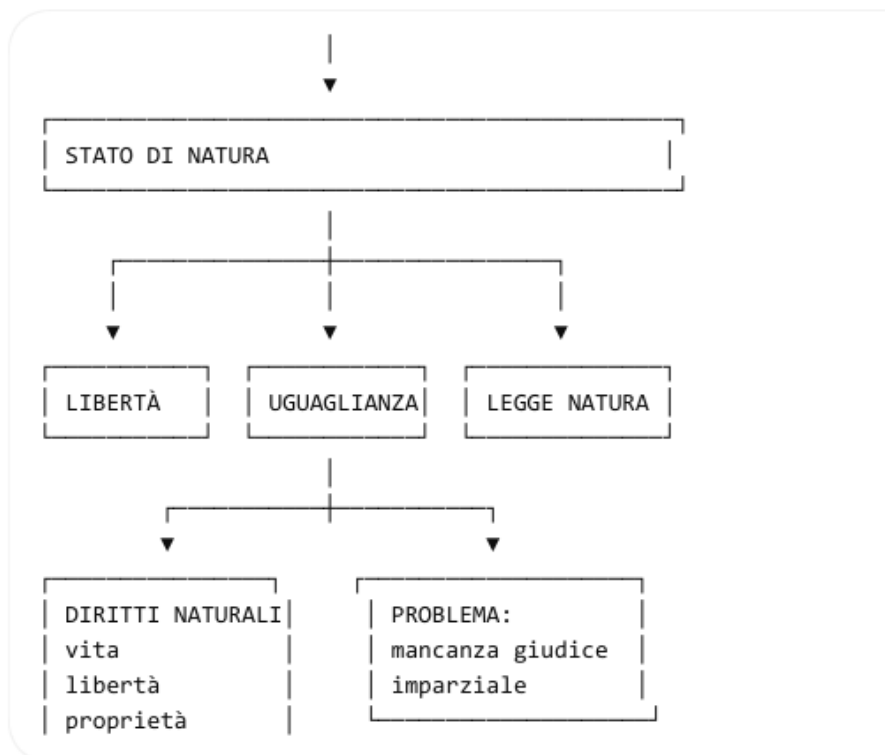 STATO DI NATURA
LIBERTÀ UGUAGLIANZA LEGGE NATURA
DIRITTI NATURALI PROBLEMA:
vita mancanza giudice
libertà imparziale
proprietà